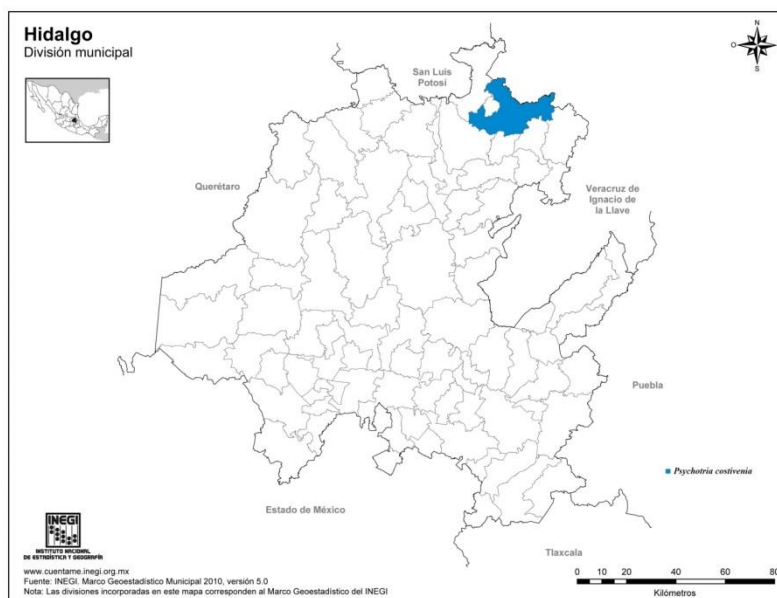 Hidalgo
División municipal
N
O
E
S
San Luis
Potosí
Querétaro
Veracruz de
Ignacio de
la Llave
Puebla
Psychotria costivenia
Estado de México
Tlaxcala
INEGI
INSTITUTO NACIONAL
DE ESTADÍSTICA Y GEOGRAFÍA
www.cuentame.inegi.org.mx
Fuente: INEGI. Marco Geoestadístico Municipal 2010, versión 5.0
Nota: Las divisiones incorporadas en este mapa corresponden al Marco Geoestadístico del INEGI
0 10 20 40 60 80
Kilómetros